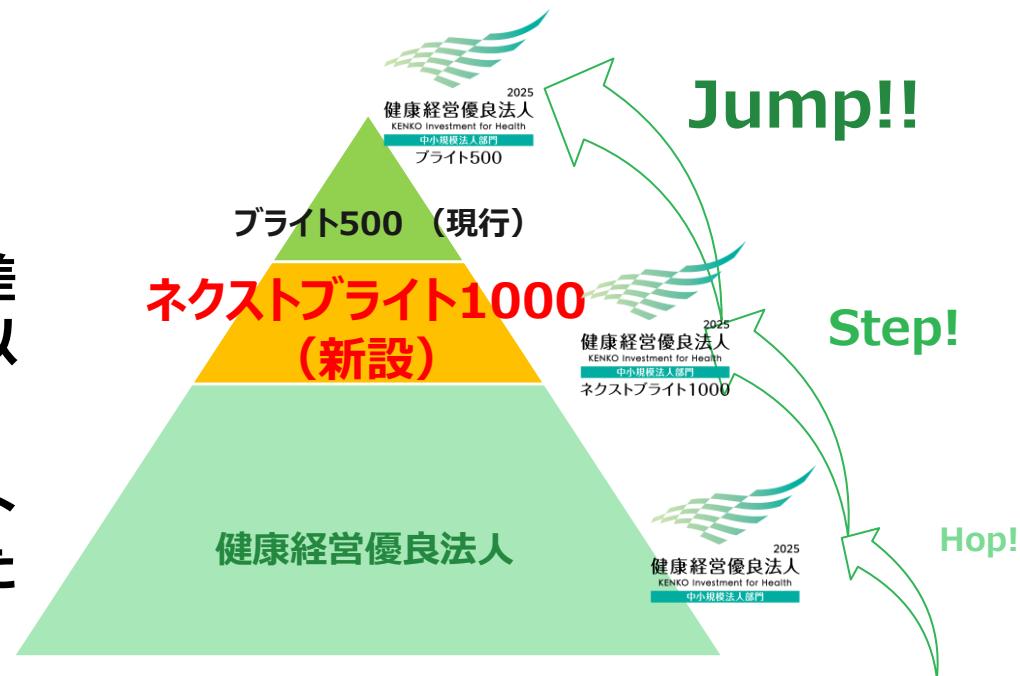 2025
健康経営優良法人
KENKO Investment for Health
中小規模法人部門
ブライト500
Jump!!
ブライト500 （現行）
ネクストブライト1000
（新設）
2025
健康経営優良法人
KENKO Investment for Health
中小規模法人部門
ネクストブライト1000
Step!
健康経営優良法人
2025
健康経営優良法人
KENKO Investment for Health
中小規模法人部門
Hop!